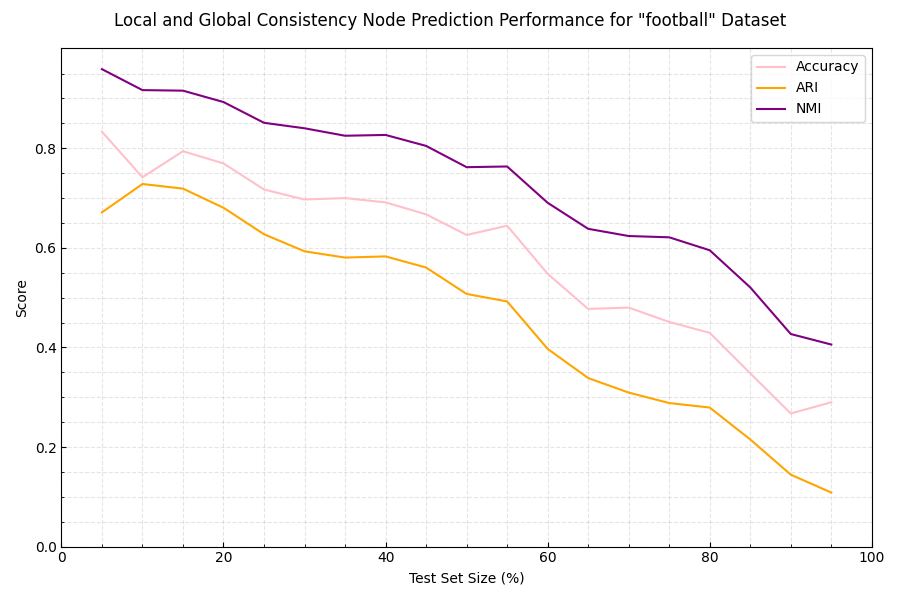 Local and Global Consistency Node Prediction Performance for "football" Dataset
Accuracy
ARI
NMI
Score
0.8
0.6
0.4
0.2
0.0
0 20 40 60 80 100
Test Set Size (%)